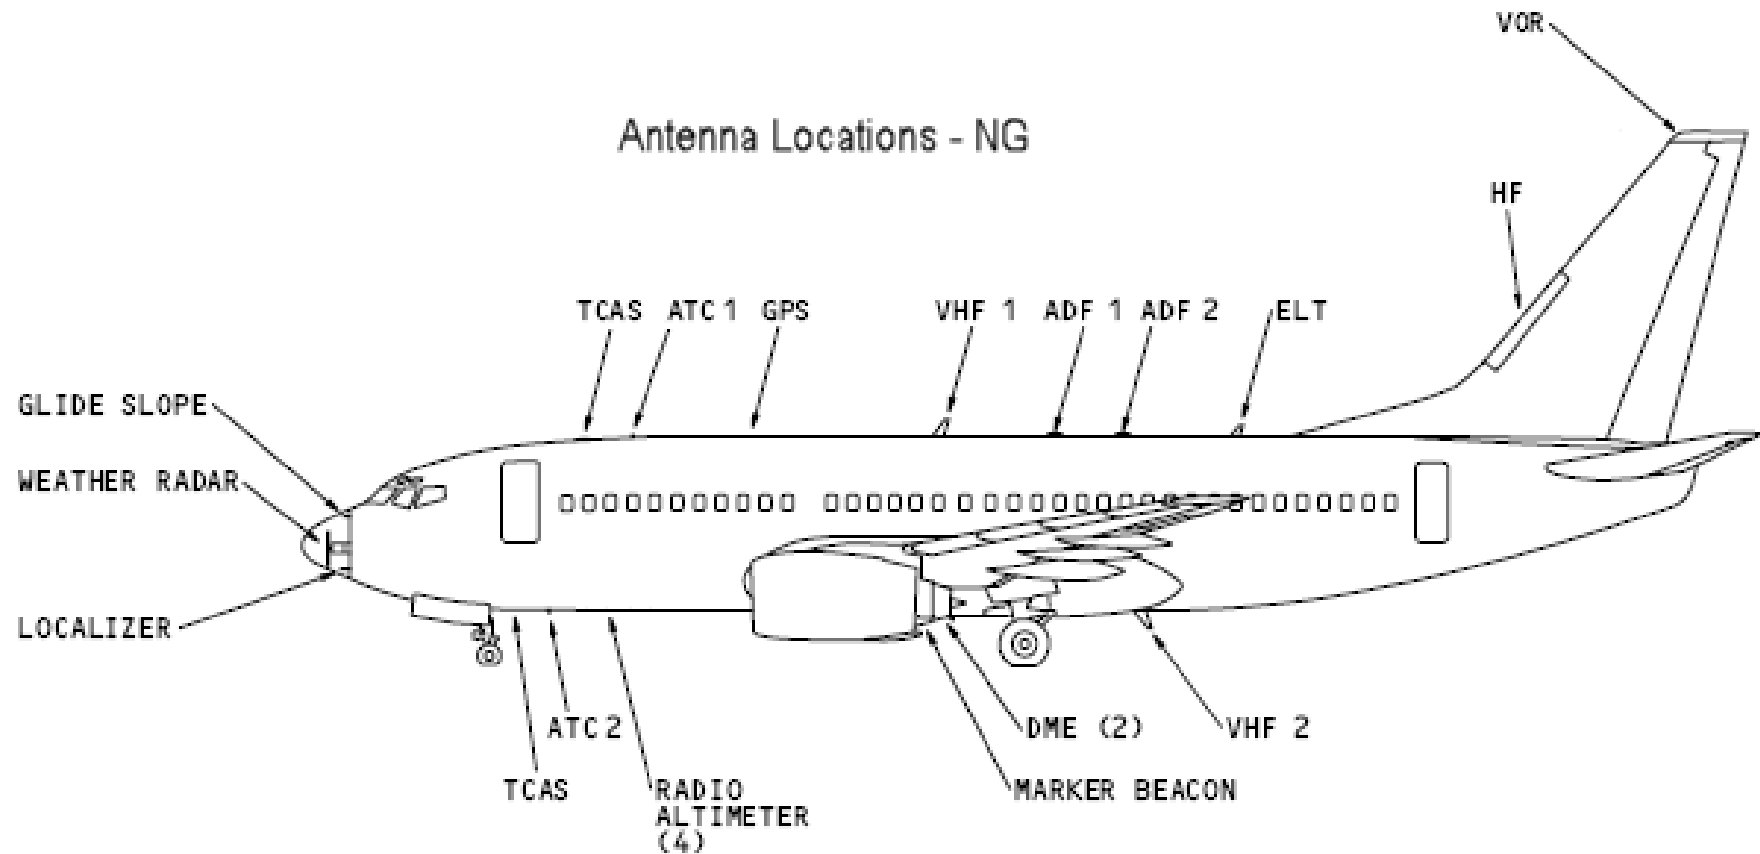 VOR
Antenna Locations - NG
HF
TCAS ATC 1 GPS VHF 1 ADF 1 ADF 2 ELT
GLIDE SLOPE
WEATHER RADAR
LOCALIZER
ATC 2 DME (2) VHF 2
TCAS RADIO MARKER BEACON
ALTIMETER
(4)